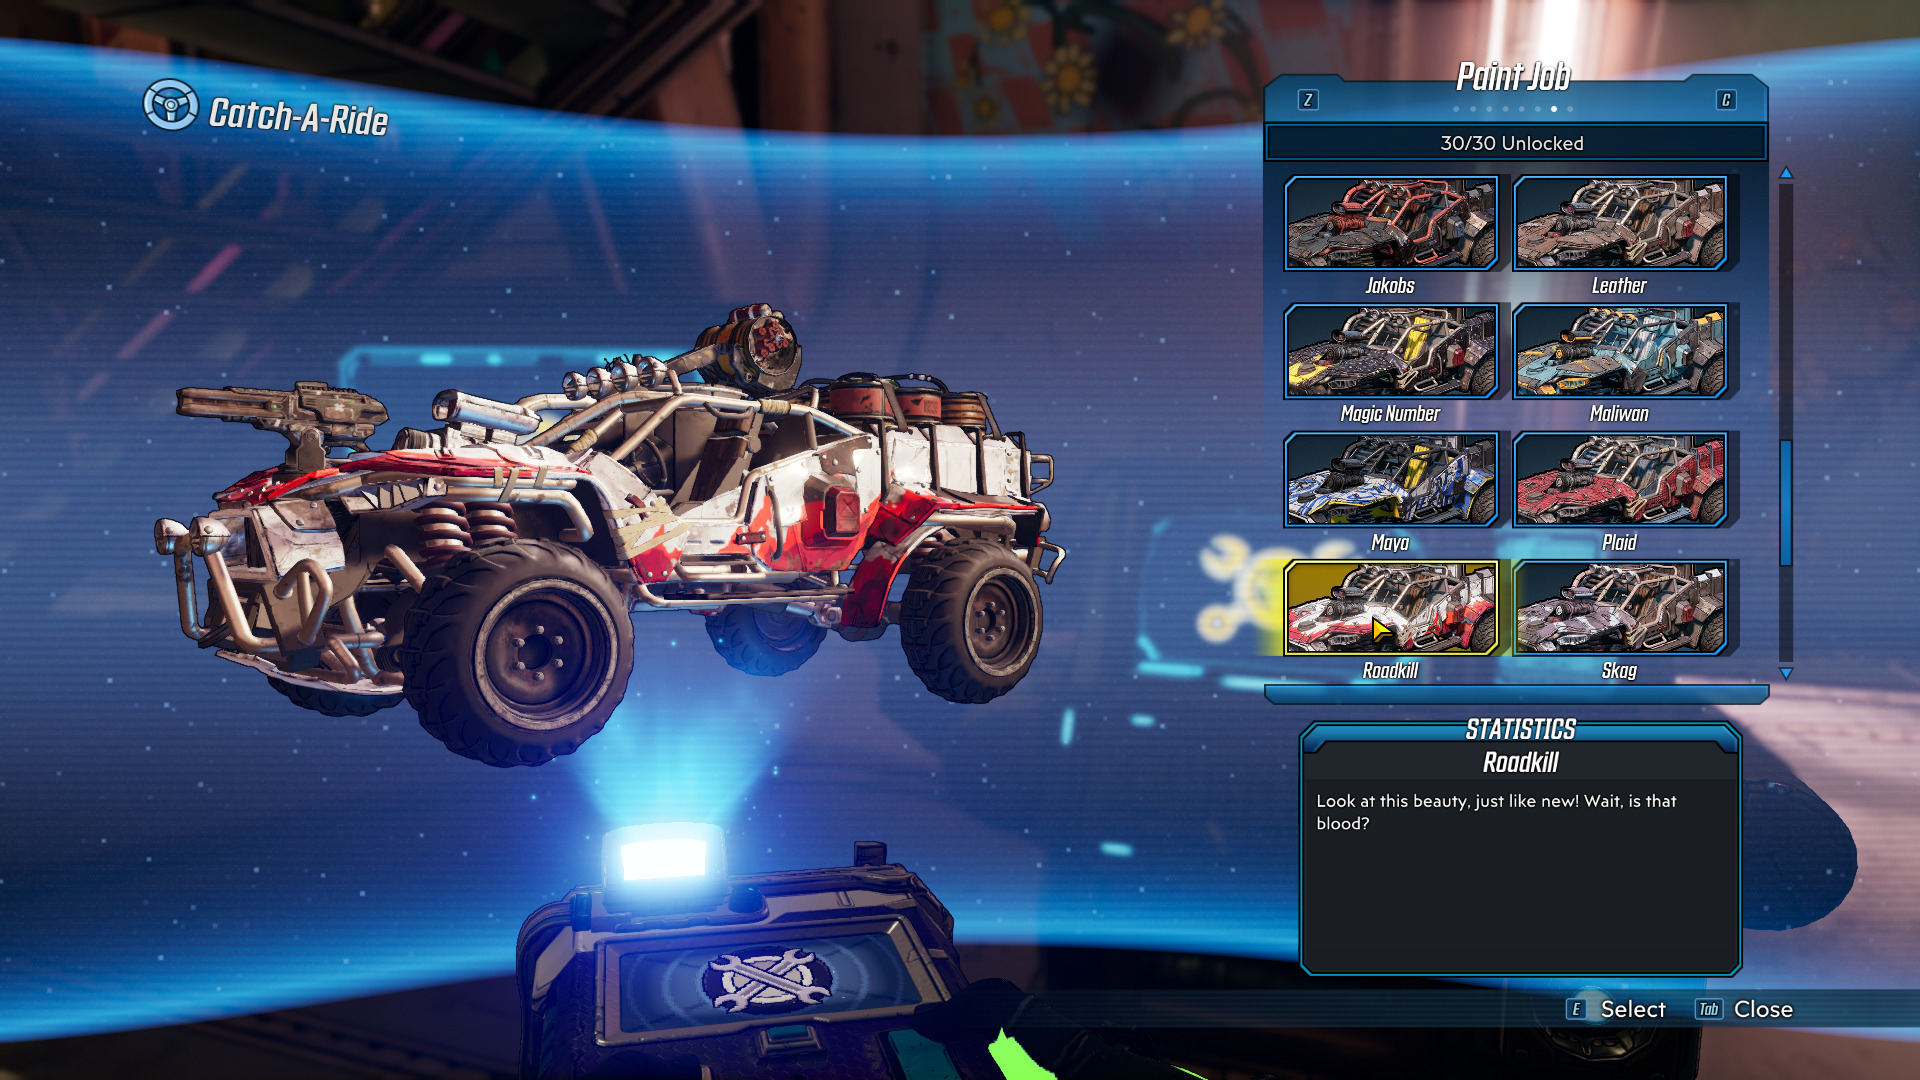 Catch-A-Ride
Paint Job
Z
C
30/30 Unlocked
Jakobs
Leather
Magic Number
Maliwan
Maya
Plaid
Roadkill
Skag
STATISTICS
Roadkill
Look at this beauty, just like new! Wait, is that
blood?
E Select
Tab Close